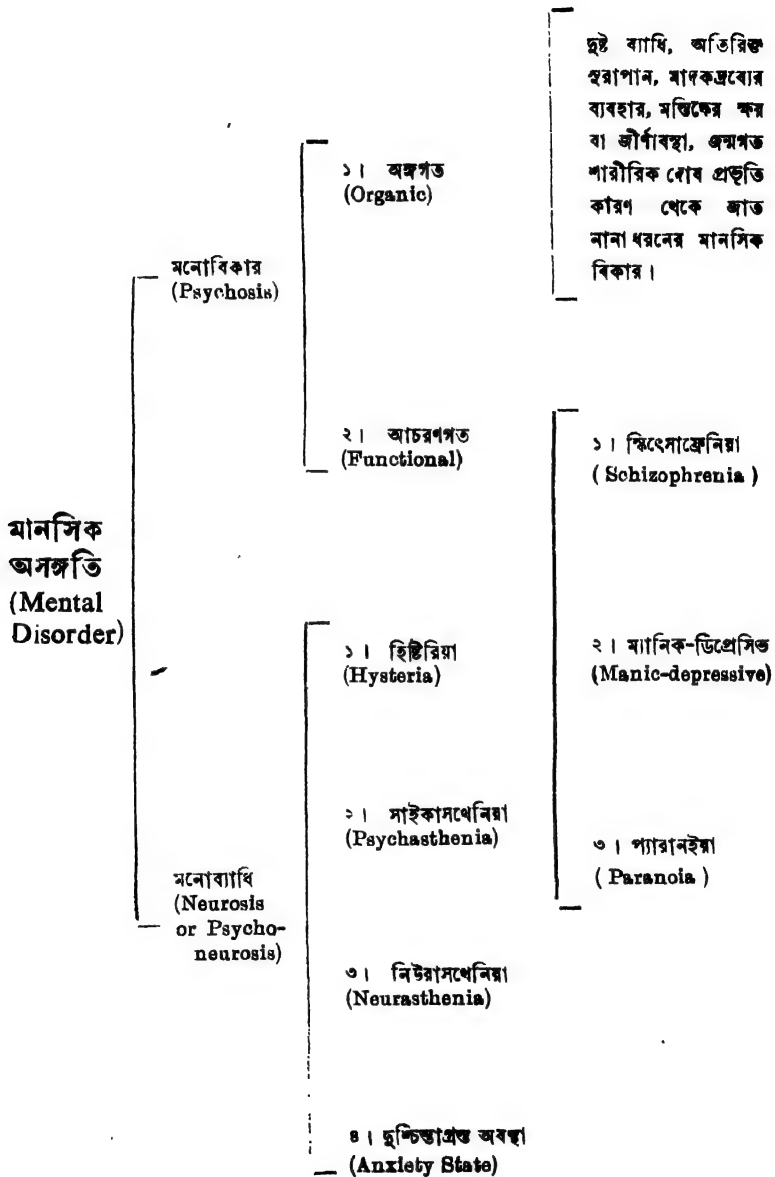 মানসিক
অসঙ্গতি
(Mental
Disorder)
মনোবিকার
(Psychosis)
১। অঙ্গগত
(Organic)
দুষ্ট ব্যাধি, অতিরিক্ত
সুরাপান, মাদকদ্রব্যের
ব্যবহার, মস্তিষ্কের ক্ষয়
বা জীর্ণাবস্থা, জন্মগত
শারীরিক দোষ প্রভৃতি
কারণ থেকে জাত
নানা ধরনের মানসিক
বিকার।
২। আচরণগত
(Functional)
১। স্কিৎসোফ্রেনিয়া
( Schizophrenia )
২। ম্যানিক-ডিপ্রেসিভ
(Manic-depressive)
৩। প্যারানইয়া
( Paranoia )
মনোব্যাধি
(Neurosis
or Psycho-
neurosis)
১। হিষ্টিরিয়া
(Hysteria)
২। সাইকাসথেনিয়া
(Psychasthenia)
৩। নিউরাসথেনিয়া
(Neurasthenia)
৪। দুশ্চিন্তাগ্রস্ত অবস্থা
(Anxiety State)